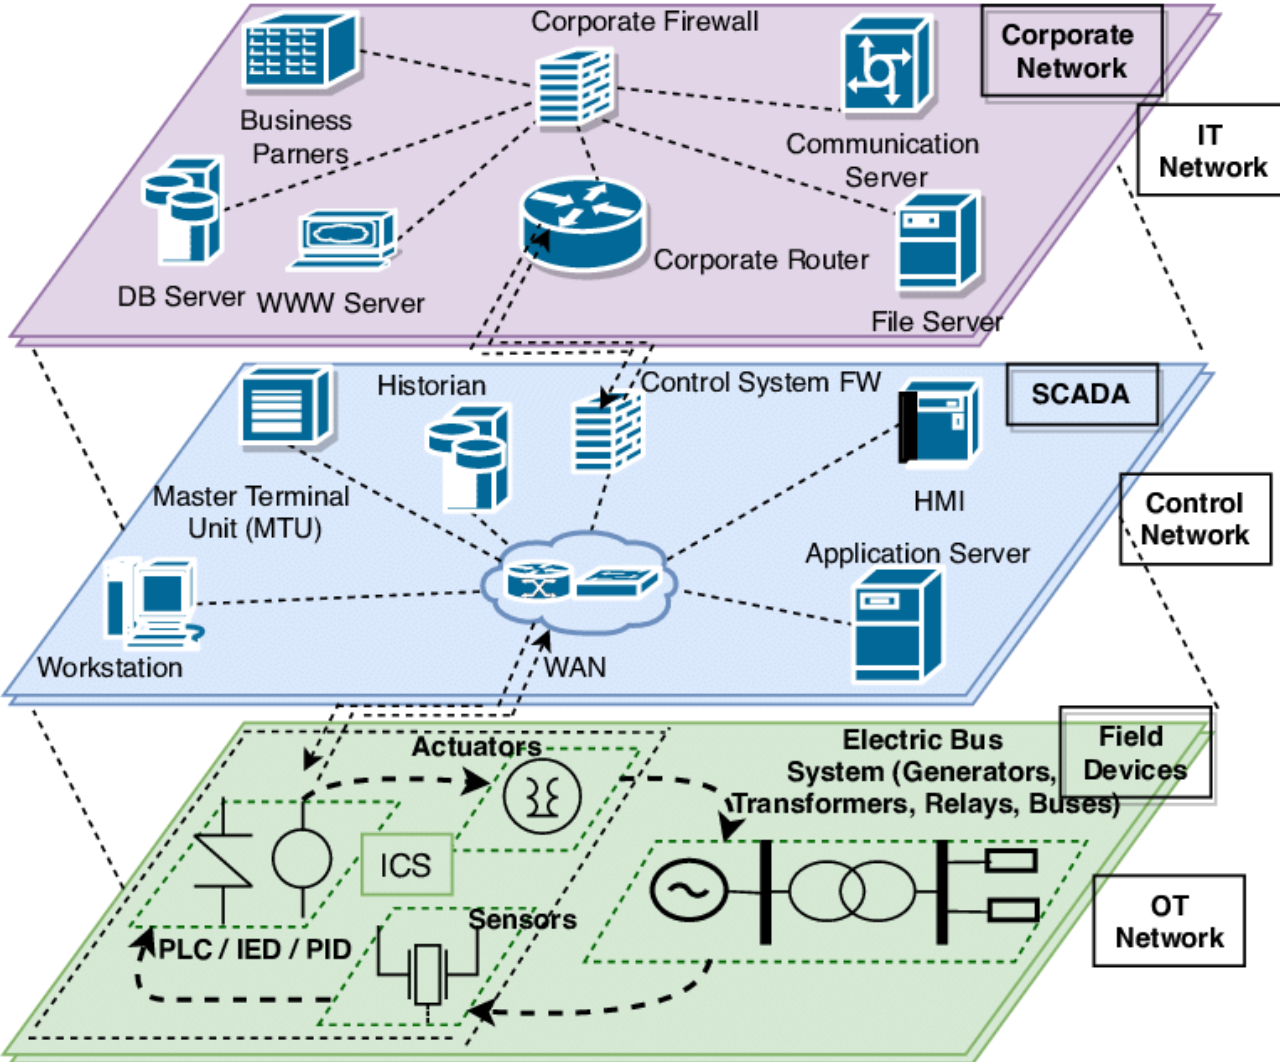 Corporate Firewall
Corporate
Network
IT
Network
Business
Parners
Communication
Server
DB Server
WWW Server
Corporate Router
File Server
Historian
Control System FW
SCADA
Master Terminal
Unit (MTU)
HMI
Control
Network
Application Server
Workstation
WAN
Actuators
Electric Bus
System (Generators,
Transformers, Relays, Buses)
Field
Devices
ICS
Sensors
PLC / IED / PID
OT
Network